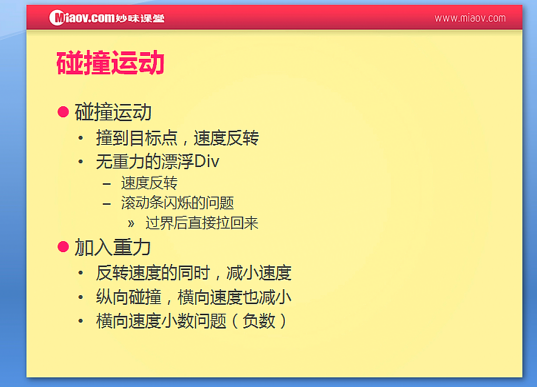 Miaov.com妙味课堂
www.miaov.com
碰撞运动
碰撞运动
撞到目标点，速度反转
无重力的漂浮Div
速度反转
滚动条闪烁的问题
过界后直接拉回来
加入重力
反转速度的同时，减小速度
纵向碰撞，横向速度也减小
横向速度小数问题（负数）